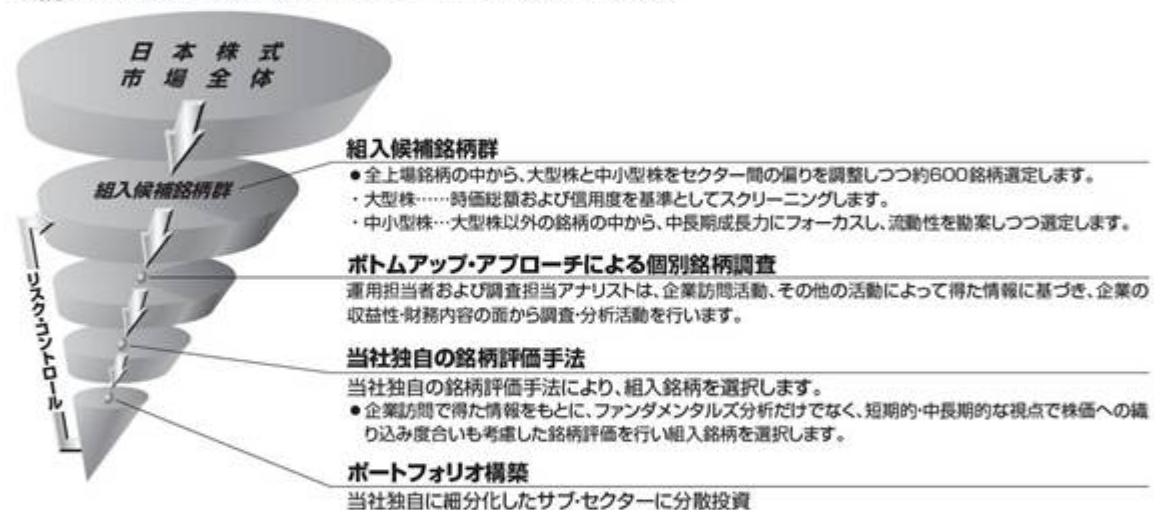 日本株式
市場全体
組入候補銘柄群
●全上場銘柄の中から、大型株と中小型株をセクター間の偏りを調整しつつ約600銘柄選定します。
組入候補銘柄群
・大型株……時価総額および信用度を基準としてスクリーニングします。
・中小型株…大型株以外の銘柄の中から、中長期成長力にフォーカスし、流動性を勘案しつつ選定します。
ボトムアップ・アプローチによる個別銘柄調査
運用担当者および調査担当アナリストは、企業訪問活動、その他の活動によって得た情報に基づき、企業の
収益性・財務内容の面から調査・分析活動を行います。
リスク・コントロール
当社独自の銘柄評価手法
当社独自の銘柄評価手法により、組入銘柄を選択します。
●企業訪問で得た情報をもとに、ファンダメンタルズ分析だけでなく、短期的・中長期的な視点で株価への織
り込み度合いも考慮した銘柄評価を行い組入銘柄を選択します。
ポートフォリオ構築
当社独自に細分化したサブ・セクターに分散投資